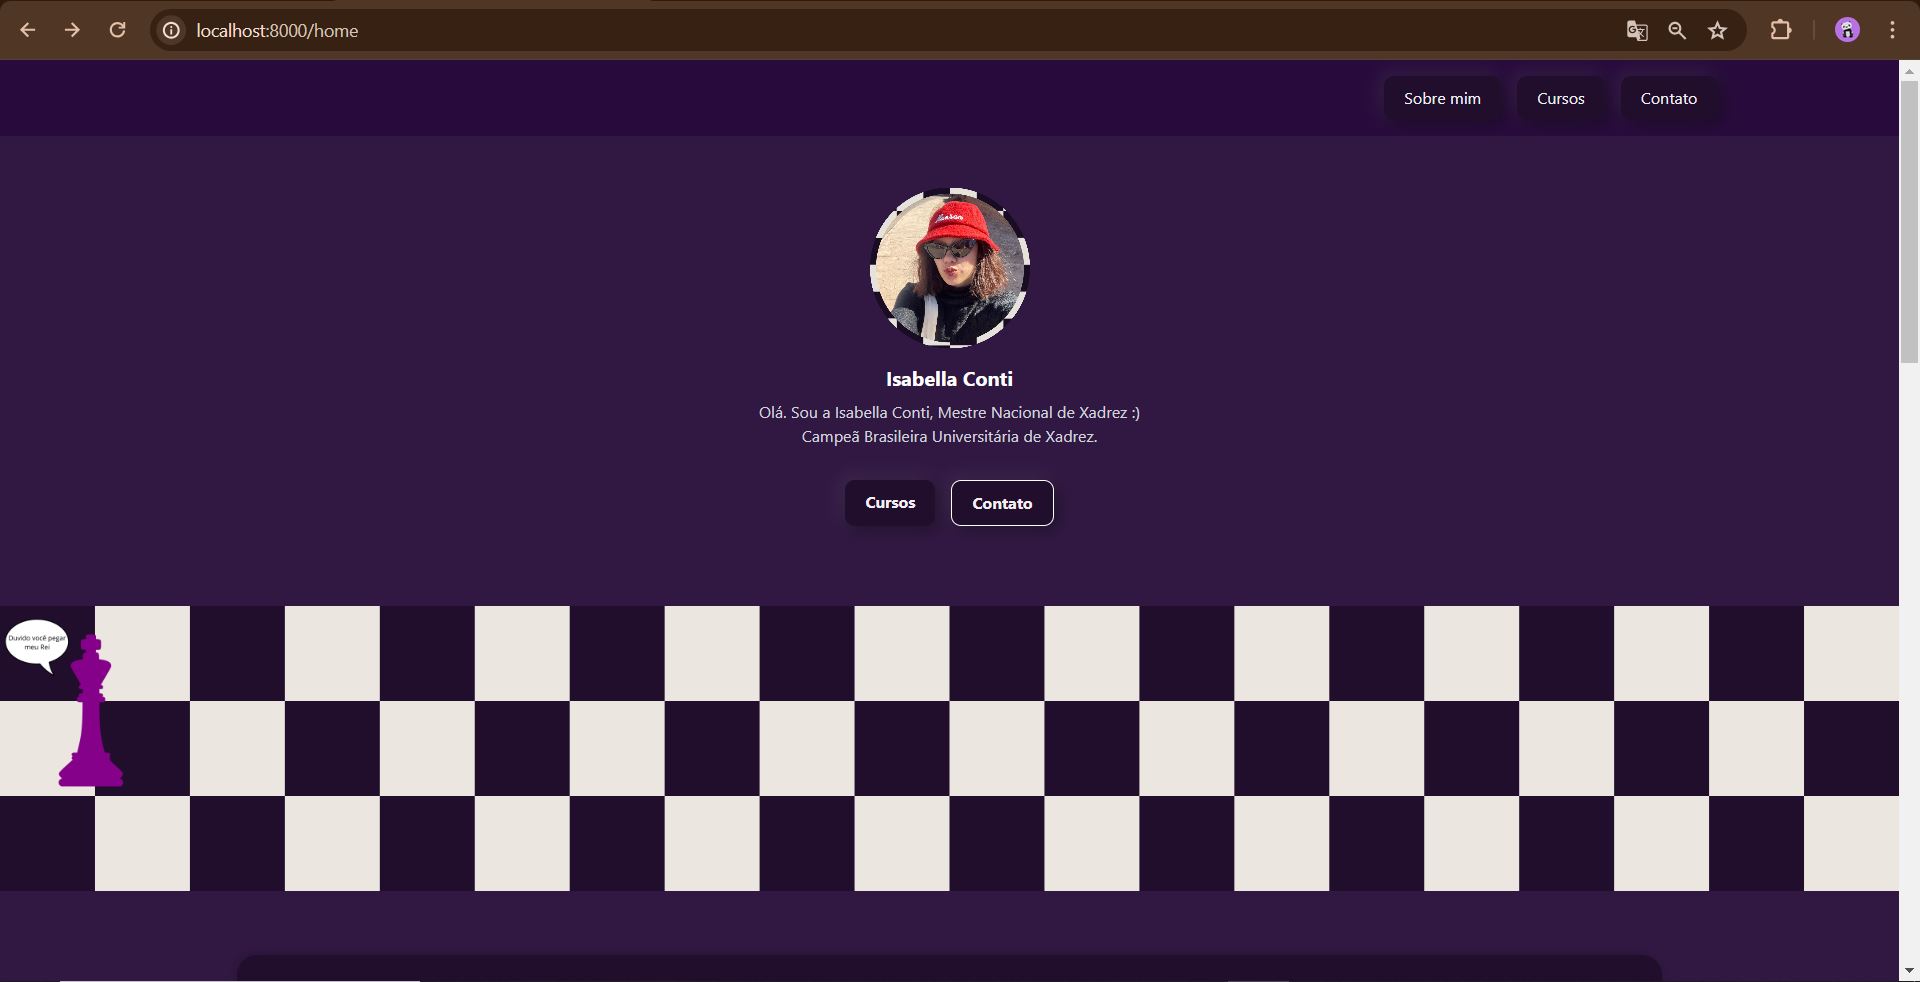 localhost:8000/home
Sobre mim
Cursos
Contato
Isabella Conti
Olá. Sou a Isabella Conti, Mestre Nacional de Xadrez :)
Campeã Brasileira Universitária de Xadrez.
Cursos
Contato
Duvido você pegar
meu Rei